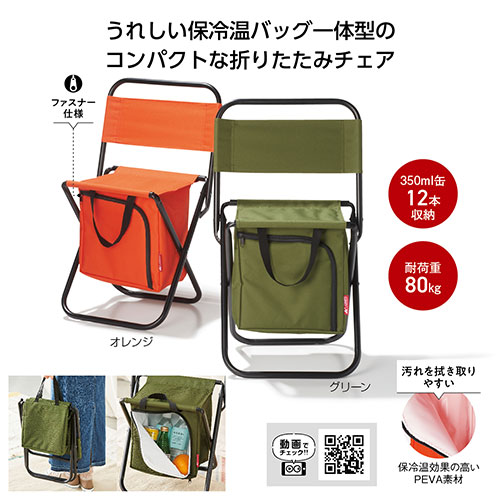 うれしい保冷温バッグ一体型の
コンパクトな折りたたみチェア
ファスナー
仕様
350ml缶
12本
収納
耐荷重
80kg
オレンジ
グリーン
動画で
チェック!!
汚れを拭き取り
やすい
保冷温効果の高い
PEVA素材